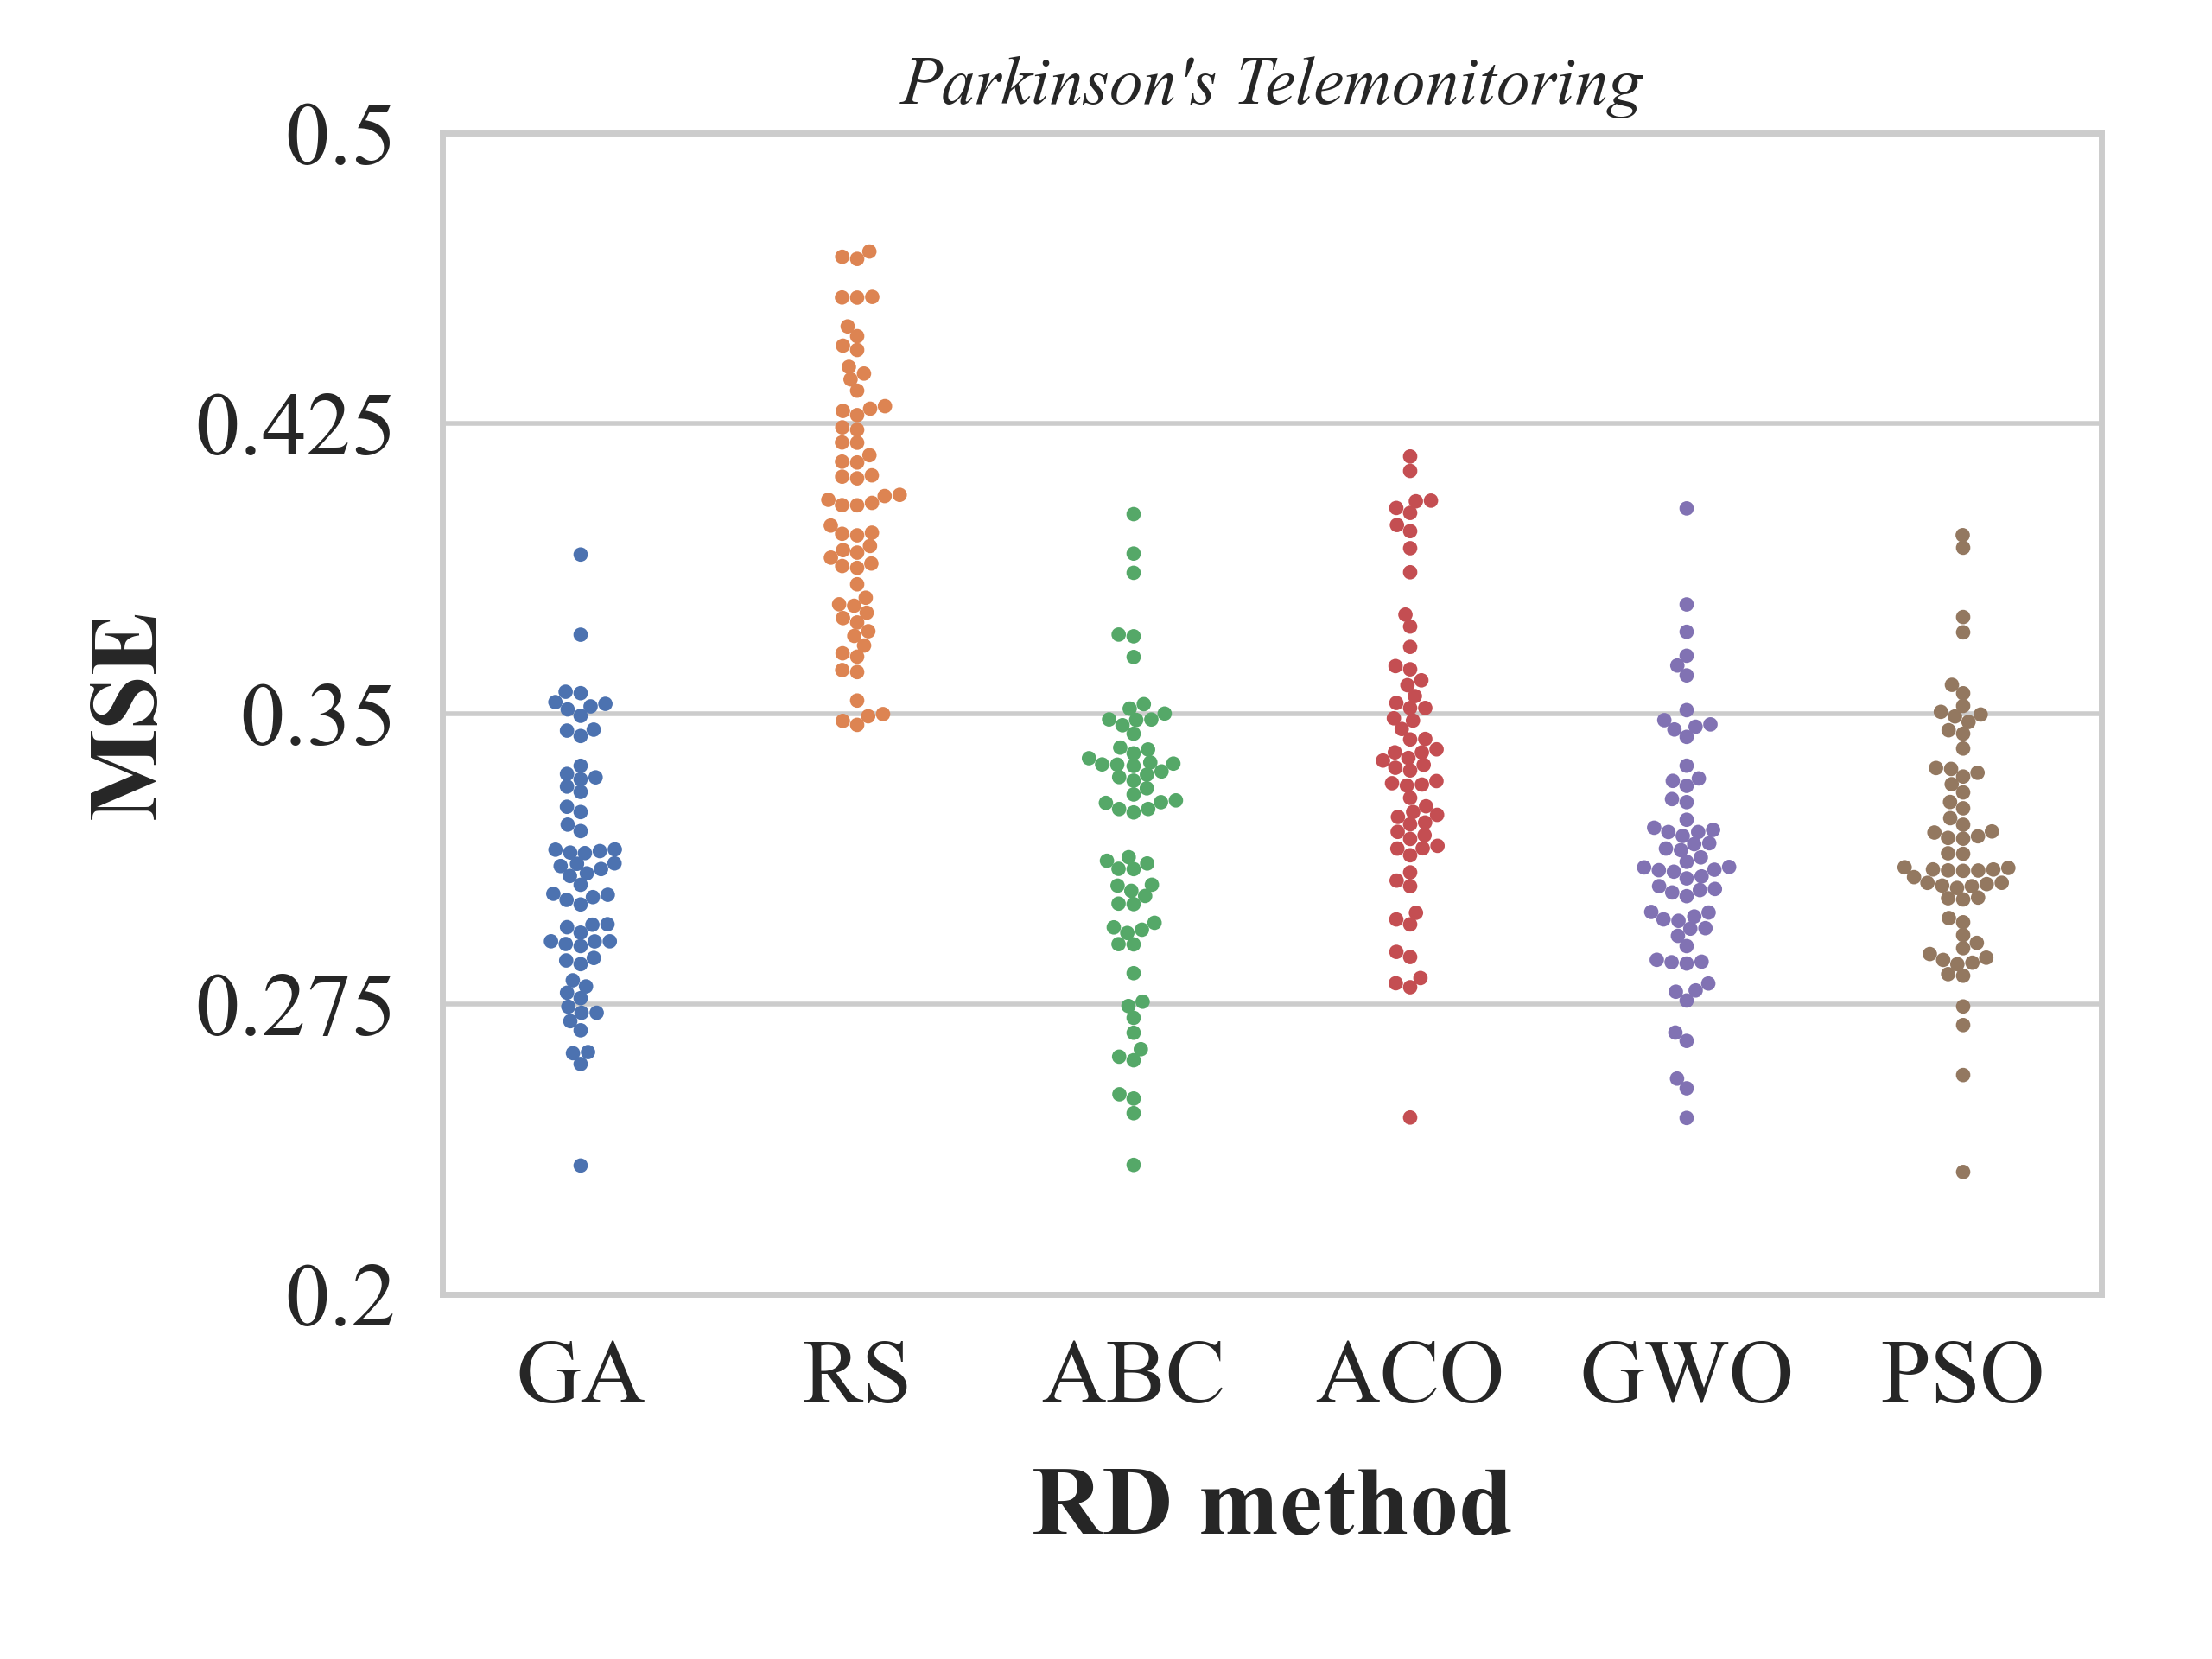 Parkinson's Telemonitoring
0.5
0.425
0.35
0.275
0.2
MSE
GA RS ABC ACO GWO PSO
RD method